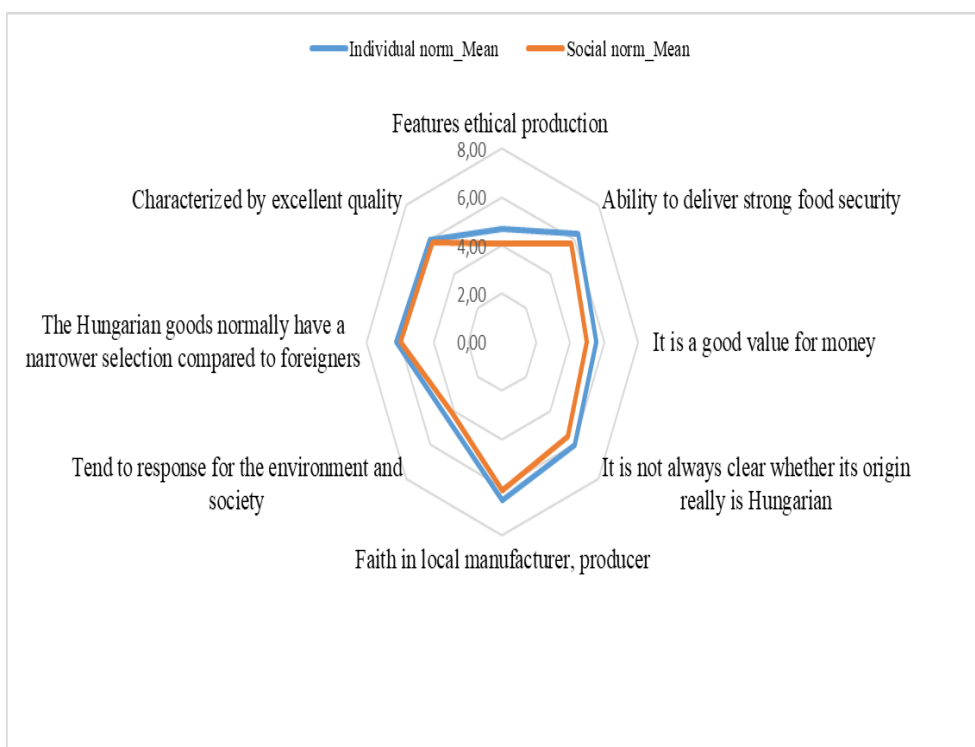 Individual norm_Mean
Social norm_Mean
Features ethical production
8,00
Characterized by excellent quality
6,00
Ability to deliver strong food security
4,00
The Hungarian goods normally have a
narrower selection compared to foreigners
2,00
0,00
It is a good value for money
Tend to response for the environment and
society
It is not always clear whether its origin
really is Hungarian
Faith in local manufacturer, producer